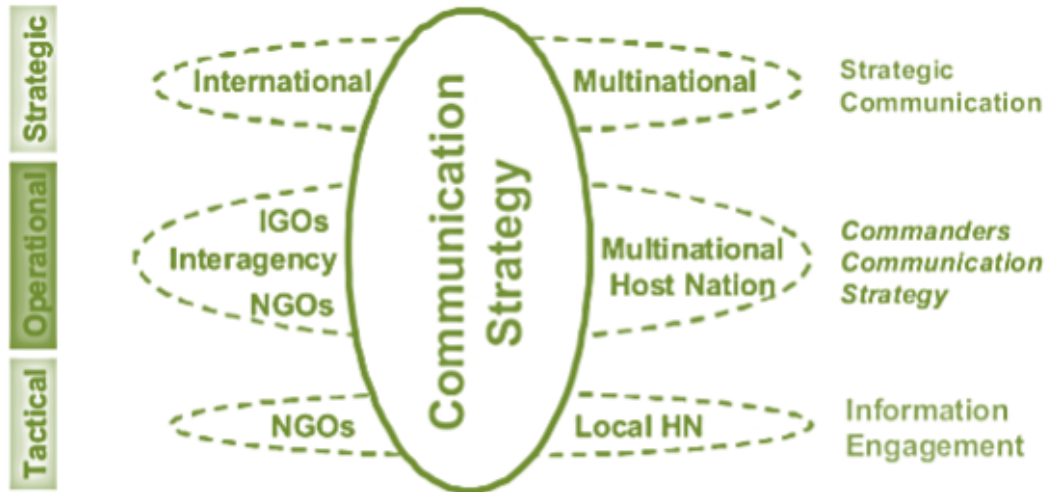 Strategic
International
Multinational
Strategic
Communication
Communication
Strategy
Operational
IGOs
Interagency
NGOs
Multinational
Host Nation
Commanders
Communication
Strategy
Tactical
NGOs
Local HN
Information
Engagement